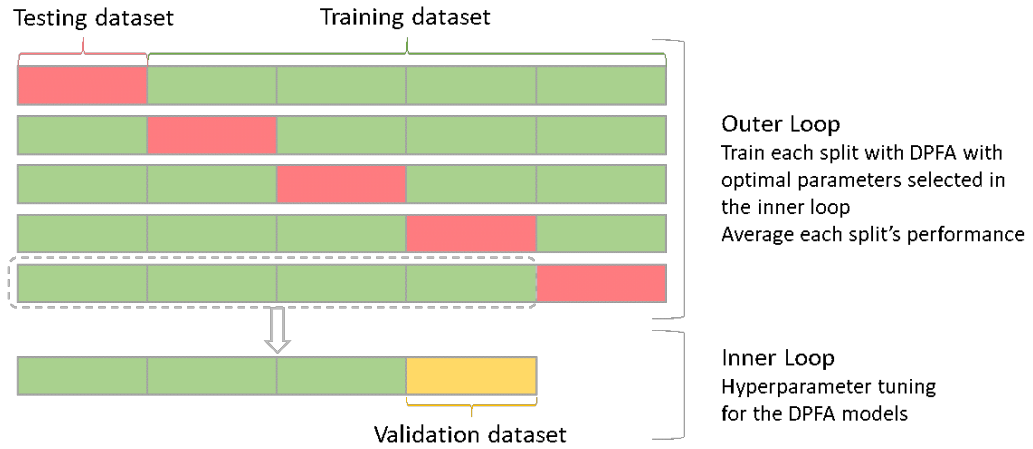 Testing dataset
Training dataset
Outer Loop
Train each split with DPFA with
optimal parameters selected in
the inner loop
Average each split's performance
Inner Loop
Hyperparameter tuning
for the DPFA models
Validation dataset